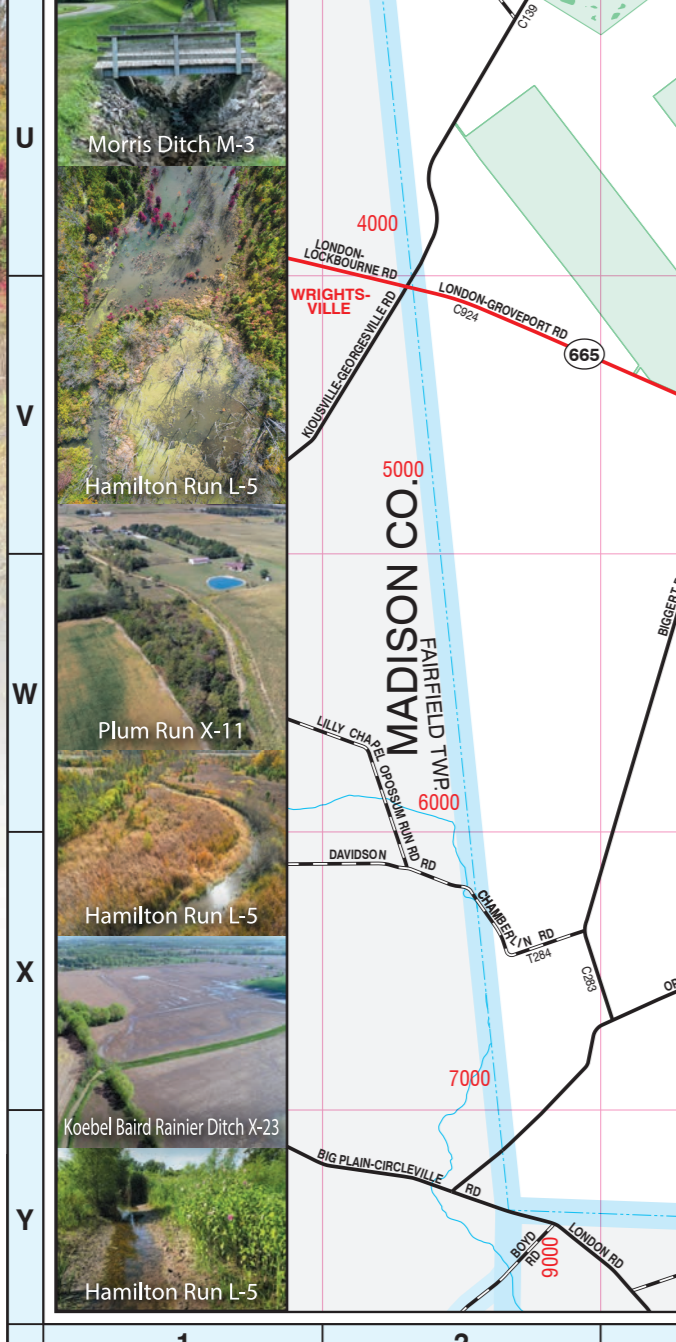 U
V
W
X
Y
Morris Ditch M-3
Hamilton Run L-5
Plum Run X-11
Hamilton Run L-5
Koebel Baird Rainier Ditch X-23
Hamilton Run L-5
C139
4000
LONDON-
LOCKBOURNE RD
WRIGHTS-
VILLE
LONDON-GROVEPORT RD
C924
665
KIOUSVILLE-GEORGESVILLE RD
5000
MADISON CO.
FAIRFIELD TWP.
BIGGERT
LILLY CHAPEL OPOSSUM RUN RD
6000
DAVIDSON RD
CHAMBERLIN RD
T284
C283
7000
BIG PLAIN-CIRCLEVILLE RD
BOYD
RD
9000
LONDON RD
1
2